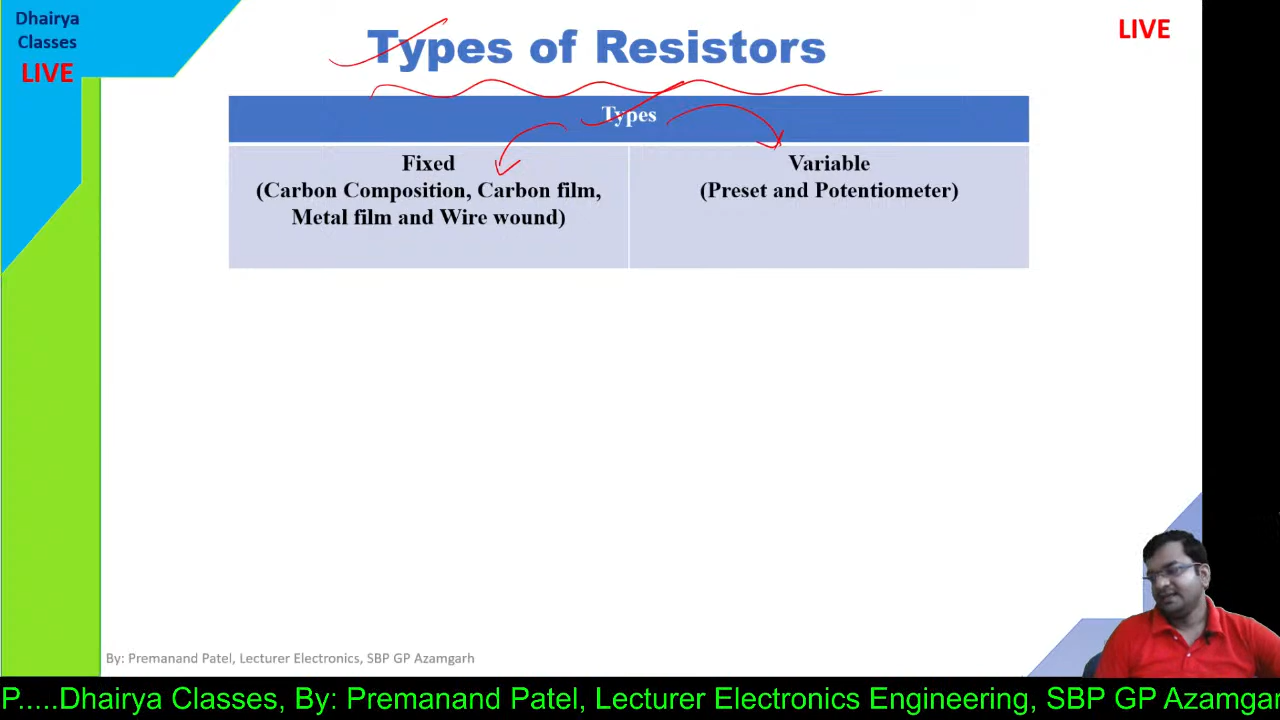 Dhairya
Classes
LIVE
Types of Resistors
LIVE
Types
Fixed
(Carbon Composition, Carbon film,
Metal film and Wire wound)
Variable
(Preset and Potentiometer)
By: Premanand Patel, Lecturer Electronics, SBP GP Azamgarh
P.....Dhairya Classes, By: Premanand Patel, Lecturer Electronics Engineering, SBP GP Azamgar